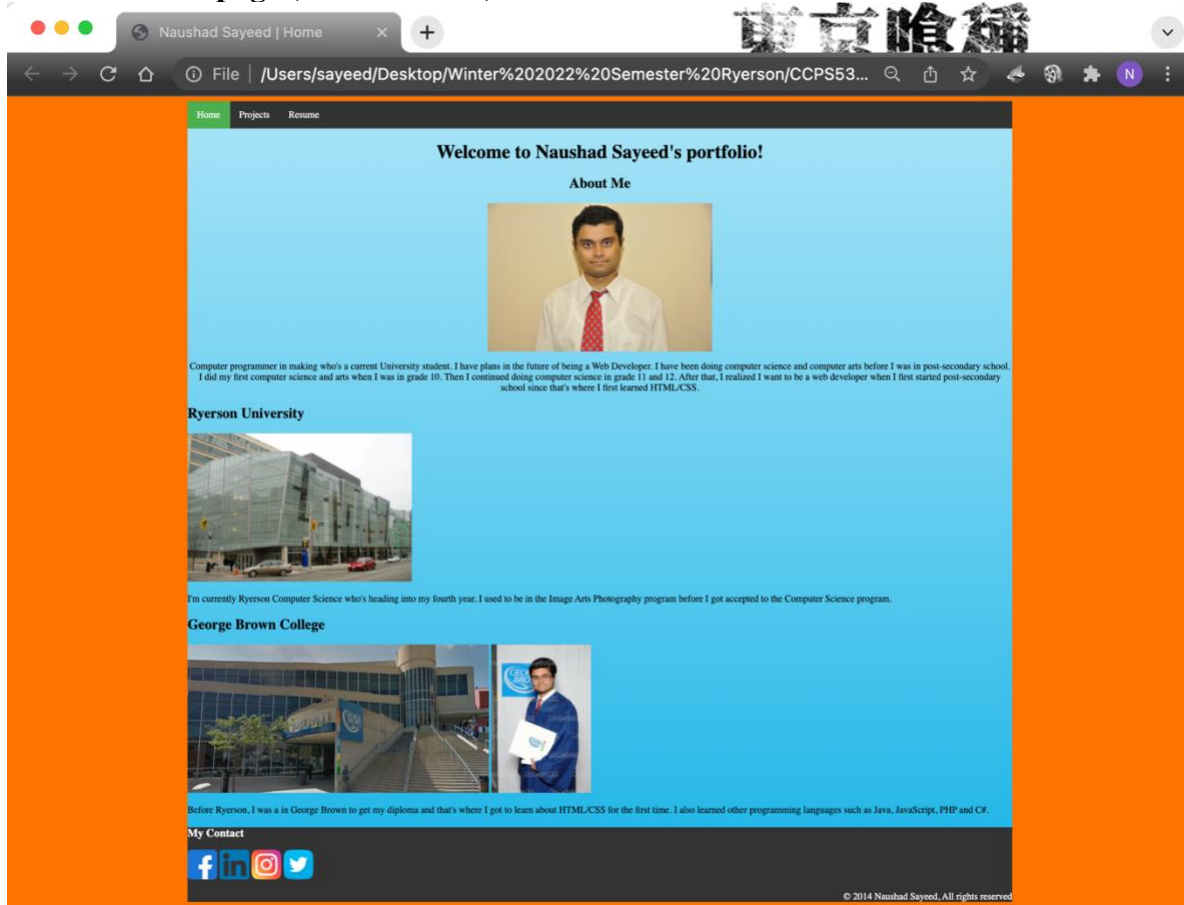 Naushad Sayeed | Home
東京喰種
File | /Users/sayeed/Desktop/Winter%202022%20Semester%20Ryerson/CCPS53...
N
Home Projects Resume
Welcome to Naushad Sayeed's portfolio!
About Me
Computer programmer in making who's a current University student. I have plans in the future of being a Web Developer. I have been doing computer science and computer arts before I was in post-secondary school.
I did my first computer science and arts when I was in grade 10. Then I continued doing computer science in grade 11 and 12. After that, I realized I want to be a web developer when I first started post-secondary
school since that's where I first learned HTML/CSS.
Ryerson University
I'm currently Ryerson Computer Science who's heading into my fourth year. I used to be in the Image Arts Photography program before I got accepted to the Computer Science program.
George Brown College
Before Ryerson, I was a in George Brown to get my diploma and that's where I got to learn about HTML/CSS for the first time. I also learned other programming languages such as Java, JavaScript, PHP and C#.
My Contact
© 2014 Naushad Sayeed, All rights reserved